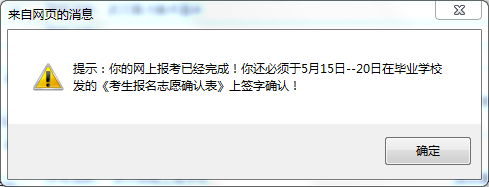 来自网页的消息
提示：你的网上报考已经完成！你还必须于5月15日--20日在毕业学校
发的《考生报名志愿确认表》上签字确认！
确定